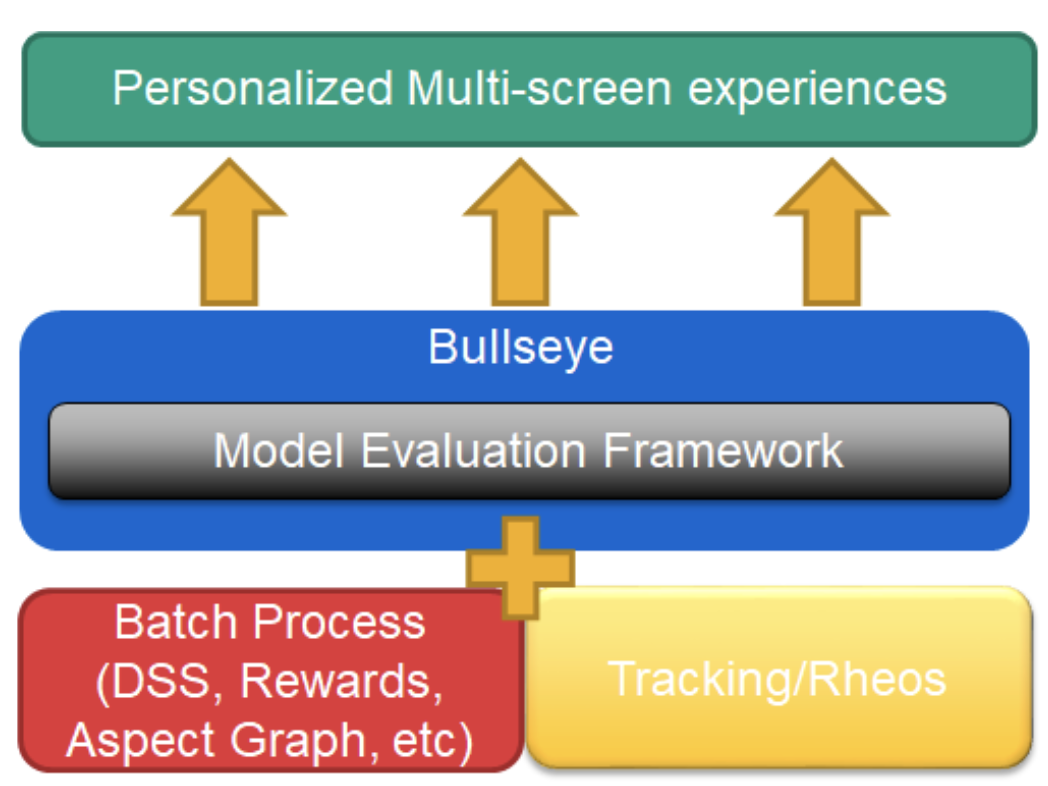 Personalized Multi-screen experiences
Bullseye
Model Evaluation Framework
Batch Process
(DSS, Rewards,
Aspect Graph, etc)
Tracking/Rheos